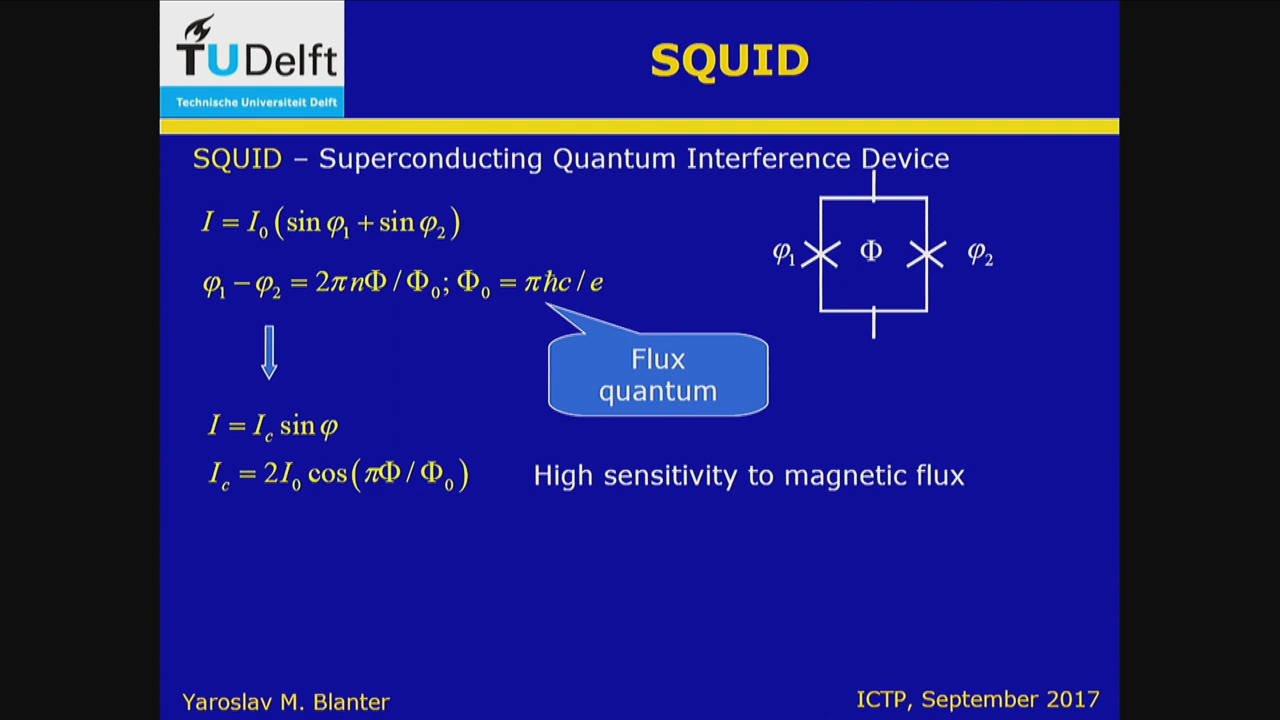 TU Delft
Technische Universiteit Delft
SQUID
SQUID – Superconducting Quantum Interference Device
I = I₀(sin φ₁ + sin φ₂)
φ₁ − φ₂ = 2πnΦ / Φ₀; Φ₀ = πħc / e
φ₁ Φ φ₂
Flux
quantum
I = I_c sin φ
I_c = 2I₀ cos(πΦ / Φ₀)
High sensitivity to magnetic flux
Yaroslav M. Blanter
ICTP, September 2017